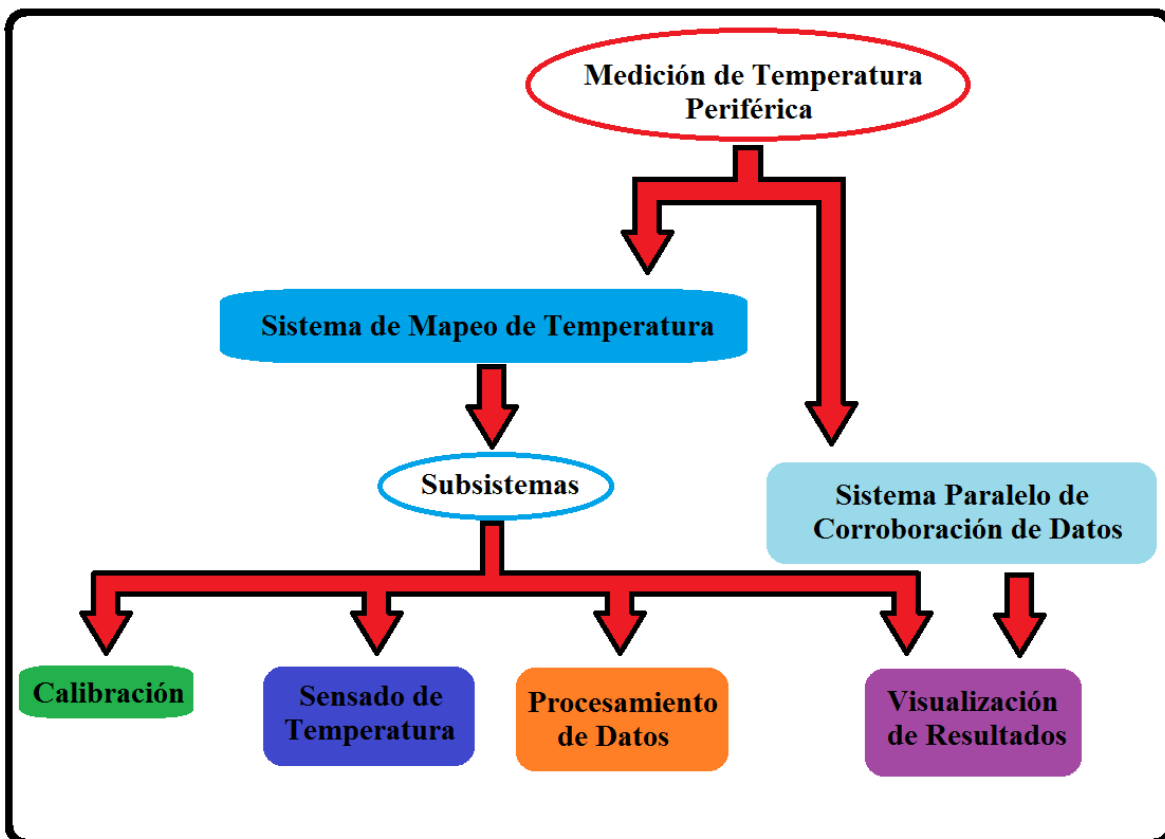 Medición de Temperatura
Periférica
Sistema de Mapeo de Temperatura
Subsistemas
Sistema Paralelo de
Corroboración de Datos
Calibración
Sensado de
Temperatura
Procesamiento
de Datos
Visualización
de Resultados